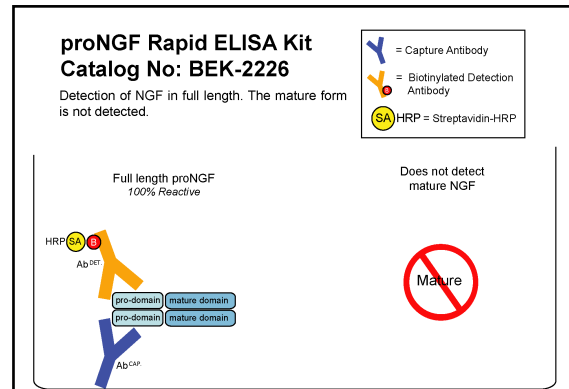 proNGF Rapid ELISA Kit
Catalog No: BEK-2226
Detection of NGF in full length. The mature form
is not detected.
= Capture Antibody
B
= Biotinylated Detection
Antibody
SA HRP = Streptavidin-HRP
Full length proNGF
100% Reactive
Does not detect
mature NGF
HRP SA B
Ab DET.
pro-domain mature domain
pro-domain mature domain
Ab CAP.
Mature